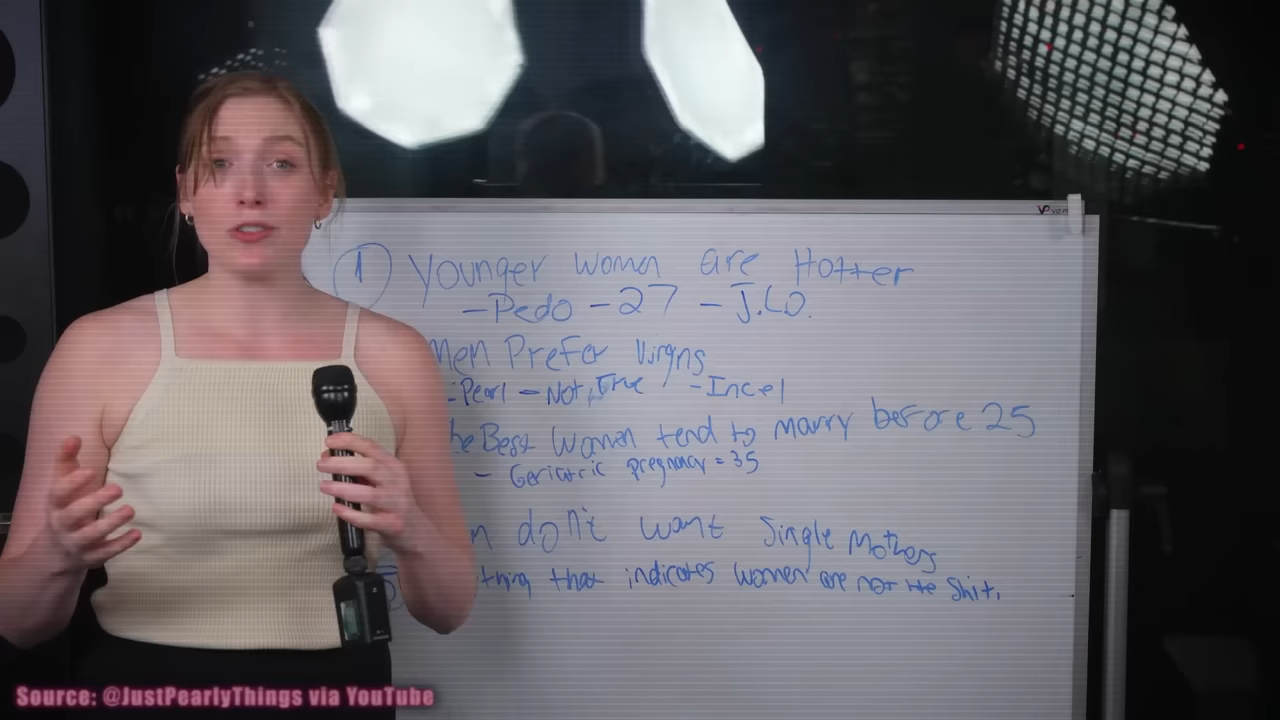 1 Younger women are Hotter
- Pedo - 27 - J.LO.
men Prefer Virgns
- Pearl - Not True - Incel
he Best Women tend to marry before 25
- Geriatric pregnancy = 35
n don't want Single Mothers
thing that indicates women are not the shit.
Source: @JustPearlyThings via YouTube